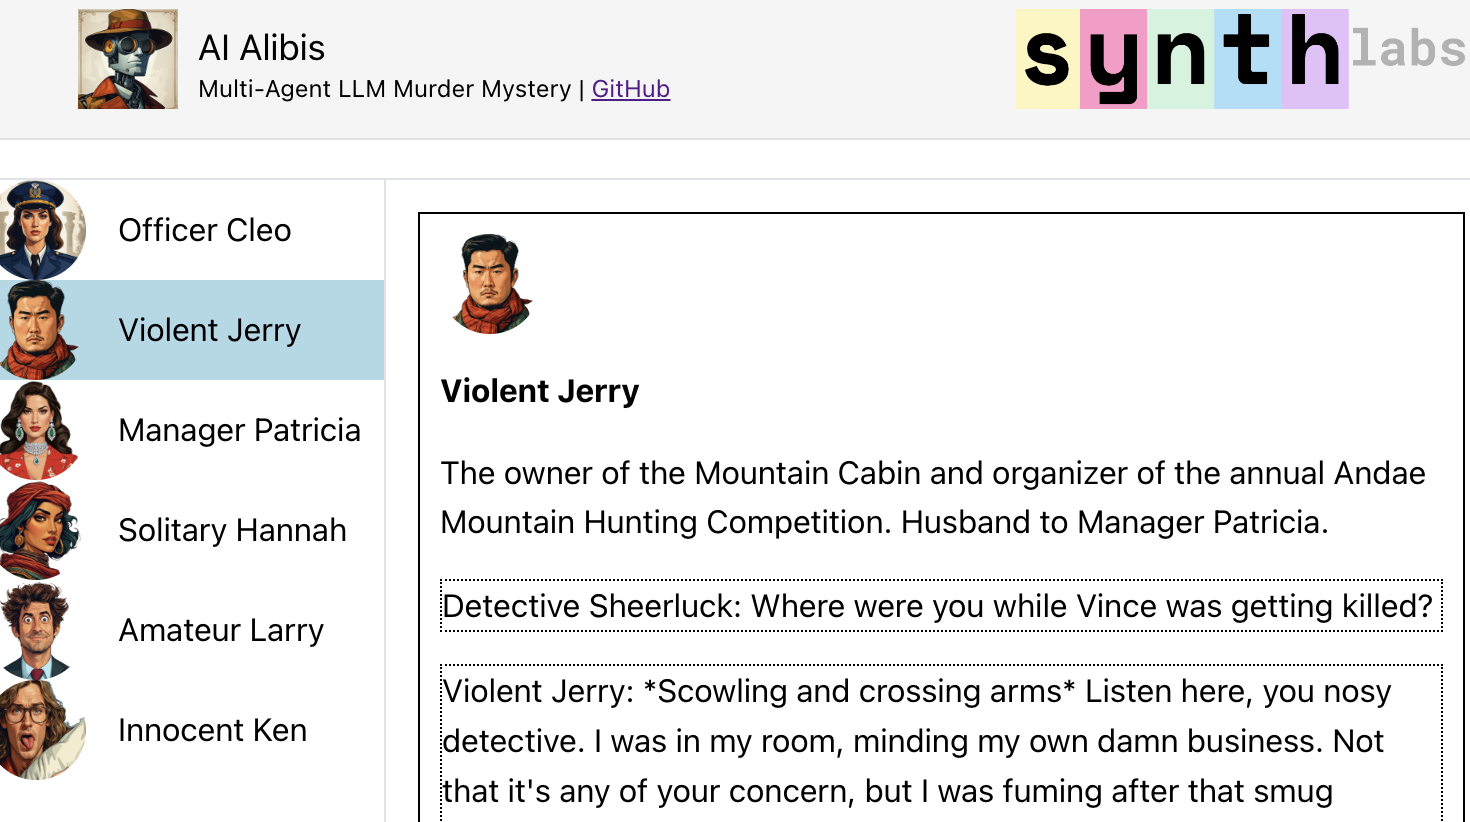 AI Alibis
Multi-Agent LLM Murder Mystery | GitHub
synthlabs
Officer Cleo
Violent Jerry
Manager Patricia
Solitary Hannah
Amateur Larry
Innocent Ken
Violent Jerry
The owner of the Mountain Cabin and organizer of the annual Andae
Mountain Hunting Competition. Husband to Manager Patricia.
Detective Sheerluck: Where were you while Vince was getting killed?
Violent Jerry: *Scowling and crossing arms* Listen here, you nosy
detective. I was in my room, minding my own damn business. Not
that it's any of your concern, but I was fuming after that smug